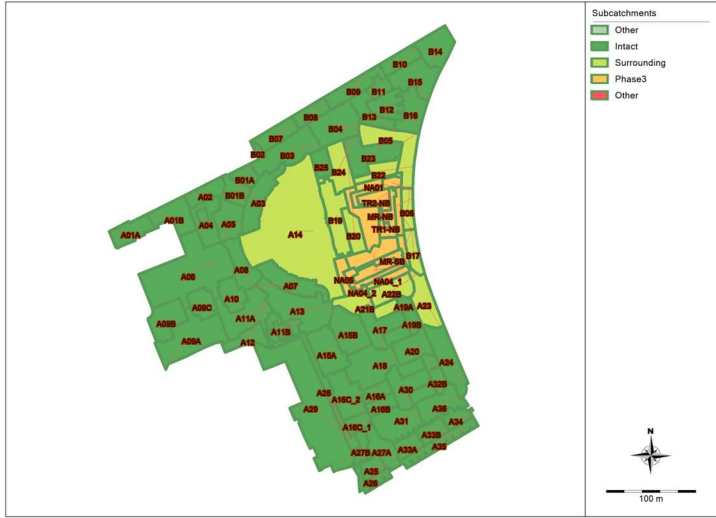 Subcatchments
Other
Intact
Surrounding
Phase3
Other
B14
B10
B15
B09
B11
B12
B08
B13
B16
B04
B07
B05
B02
B03
B23
B25
B24
B22
B01A
NA01
A02
B01B
A03
TR2-NB
A01B
MR-NB
B06
A04
A05
B19
TR1-NB
A01A
A14
B20
B17
MR-SB
A08
A06
NA05
NA04_1
A07
NA04_2
A22B
A10
A09C
A13
A21B
A19A
A23
A11A
A09B
A19B
A11B
A17
A15B
A09A
A12
A20
A15A
A24
A18
A32B
A28
A30
A16C_2
A16A
A29
A16B
A36
A31
A34
A16C_1
A33B
A27B
A27A
A33A
A35
A25
A26
N
100 m